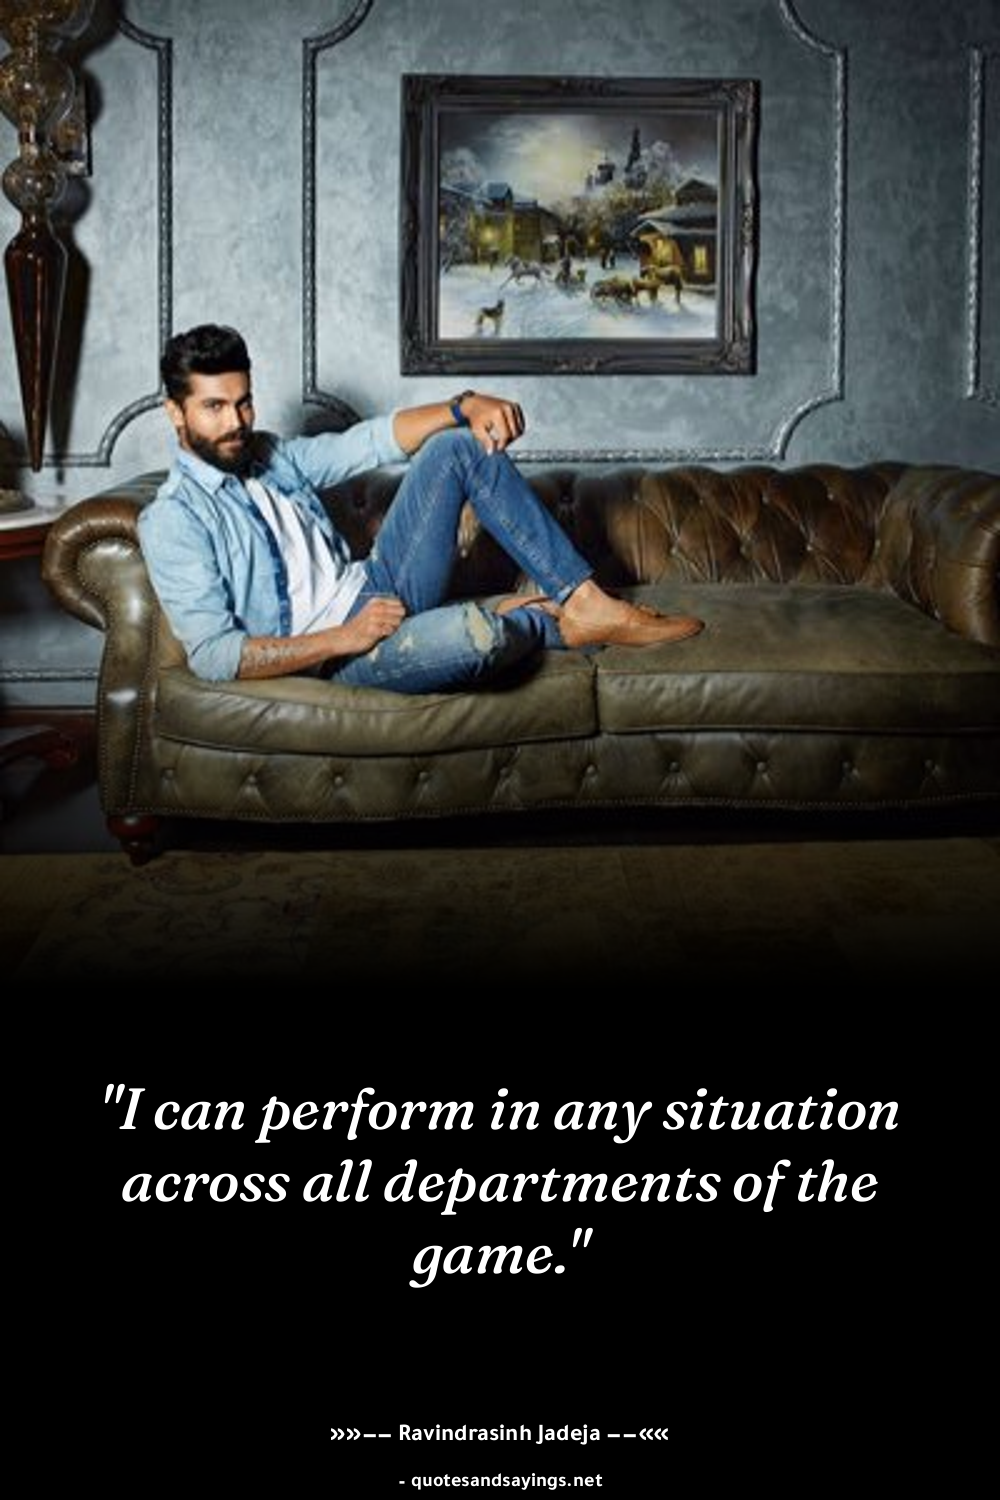 "I can perform in any situation
across all departments of the
game."
»»−− Ravindrasinh Jadeja −−««
- quotesandsayings.net